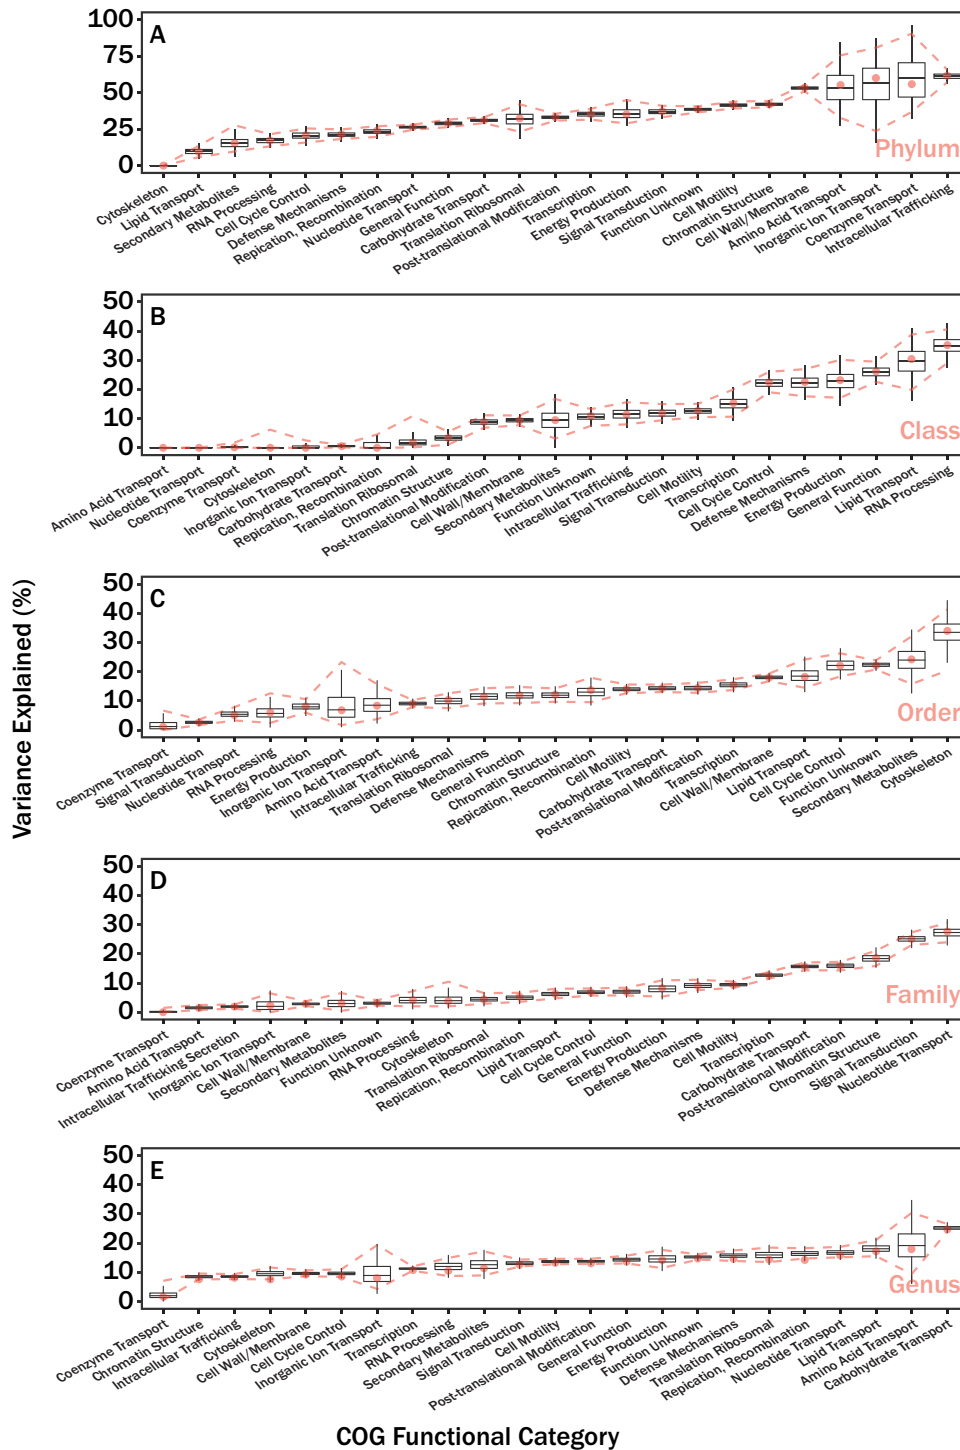 A
100
75
50
25
0
Phylum
Cytoskeleton
Lipid Transport
Secondary Metabolites
RNA Processing
Cell Cycle Control
Defense Mechanisms
Repication, Recombination
Nucleotide Transport
General Function
Carbohydrate Transport
Translation Ribosomal
Post-translational Modification
Transcription
Energy Production
Signal Transduction
Function Unknown
Cell Motility
Chromatin Structure
Cell Wall/Membrane
Amino Acid Transport
Inorganic Ion Transport
Coenzyme Transport
Intracellular Trafficking
B
50
40
30
20
10
0
Class
Amino Acid Transport
Nucleotide Transport
Coenzyme Transport
Cytoskeleton
Inorganic Ion Transport
Carbohydrate Transport
Repication, Recombination
Translation Ribosomal
Chromatin Structure
Post-translational Modification
Cell Wall/Membrane
Secondary Metabolites
Function Unknown
Intracellular Trafficking
Signal Transduction
Cell Motility
Transcription
Cell Cycle Control
Defense Mechanisms
Energy Production
General Function
Lipid Transport
RNA Processing
Variance Explained (%)
C
50
40
30
20
10
0
Order
Coenzyme Transport
Signal Transduction
Nucleotide Transport
RNA Processing
Energy Production
Inorganic Ion Transport
Amino Acid Transport
Intracellular Trafficking
Translation Ribosomal
Defense Mechanisms
General Function
Chromatin Structure
Repication, Recombination
Cell Motility
Carbohydrate Transport
Post-translational Modification
Transcription
Cell Wall/Membrane
Lipid Transport
Cell Cycle Control
Function Unknown
Secondary Metabolites
Cytoskeleton
D
50
40
30
20
10
0
Family
Coenzyme Transport
Amino Acid Transport
Intracellular Trafficking Secretion
Inorganic Ion Transport
Cell Wall/Membrane
Secondary Metabolites
Function Unknown
RNA Processing
Cytoskeleton
Translation Ribosomal
Repication, Recombination
Lipid Transport
Cell Cycle Control
General Function
Energy Production
Defense Mechanisms
Cell Motility
Transcription
Carbohydrate Transport
Post-translational Modification
Chromatin Structure
Signal Transduction
Nucleotide Transport
E
50
40
30
20
10
0
Genus
Coenzyme Transport
Chromatin Structure
Intracellular Trafficking
Cytoskeleton
Cell Wall/Membrane
Cell Cycle Control
Inorganic Ion Transport
Transcription
RNA Processing
Secondary Metabolites
Signal Transduction
Cell Motility
Post-translational Modification
General Function
Energy Production
Function Unknown
Defense Mechanisms
Translation Ribosomal
Repication, Recombination
Nucleotide Transport
Lipid Transport
Amino Acid Transport
Carbohydrate Transport
COG Functional Category